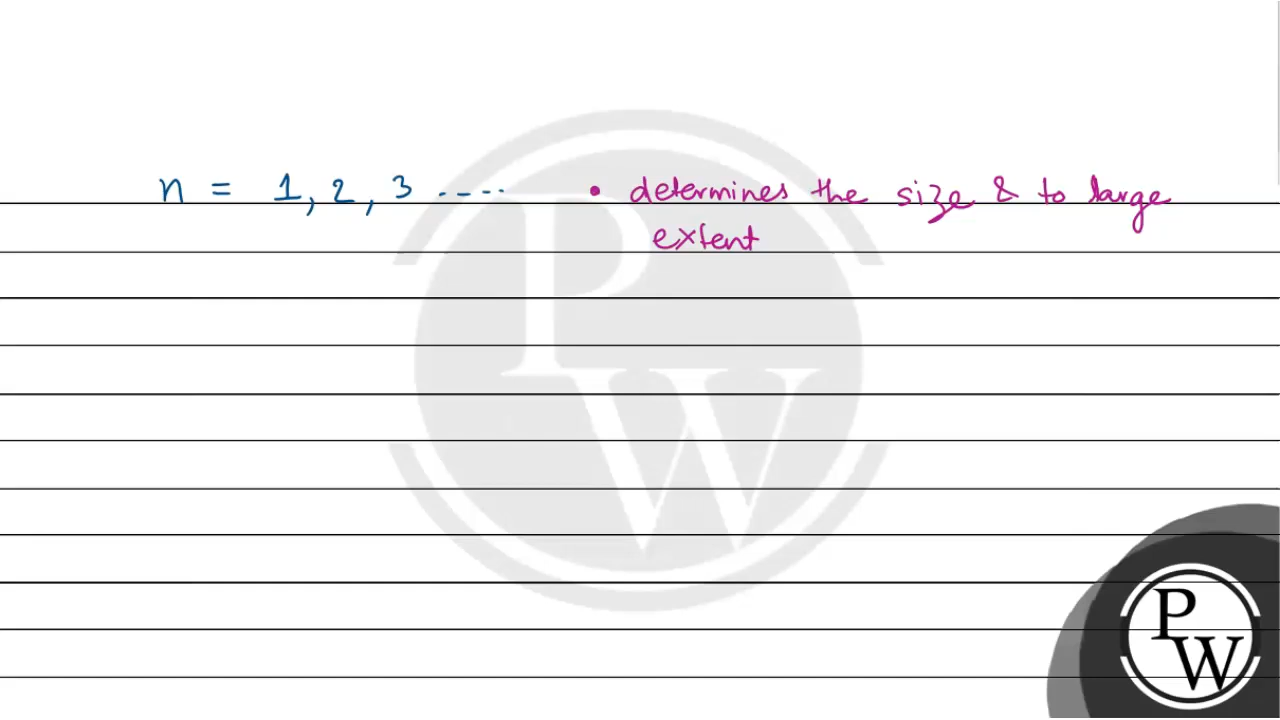 n = 1, 2, 3 .....
• determines the size & to large
extent
P
W
P
W